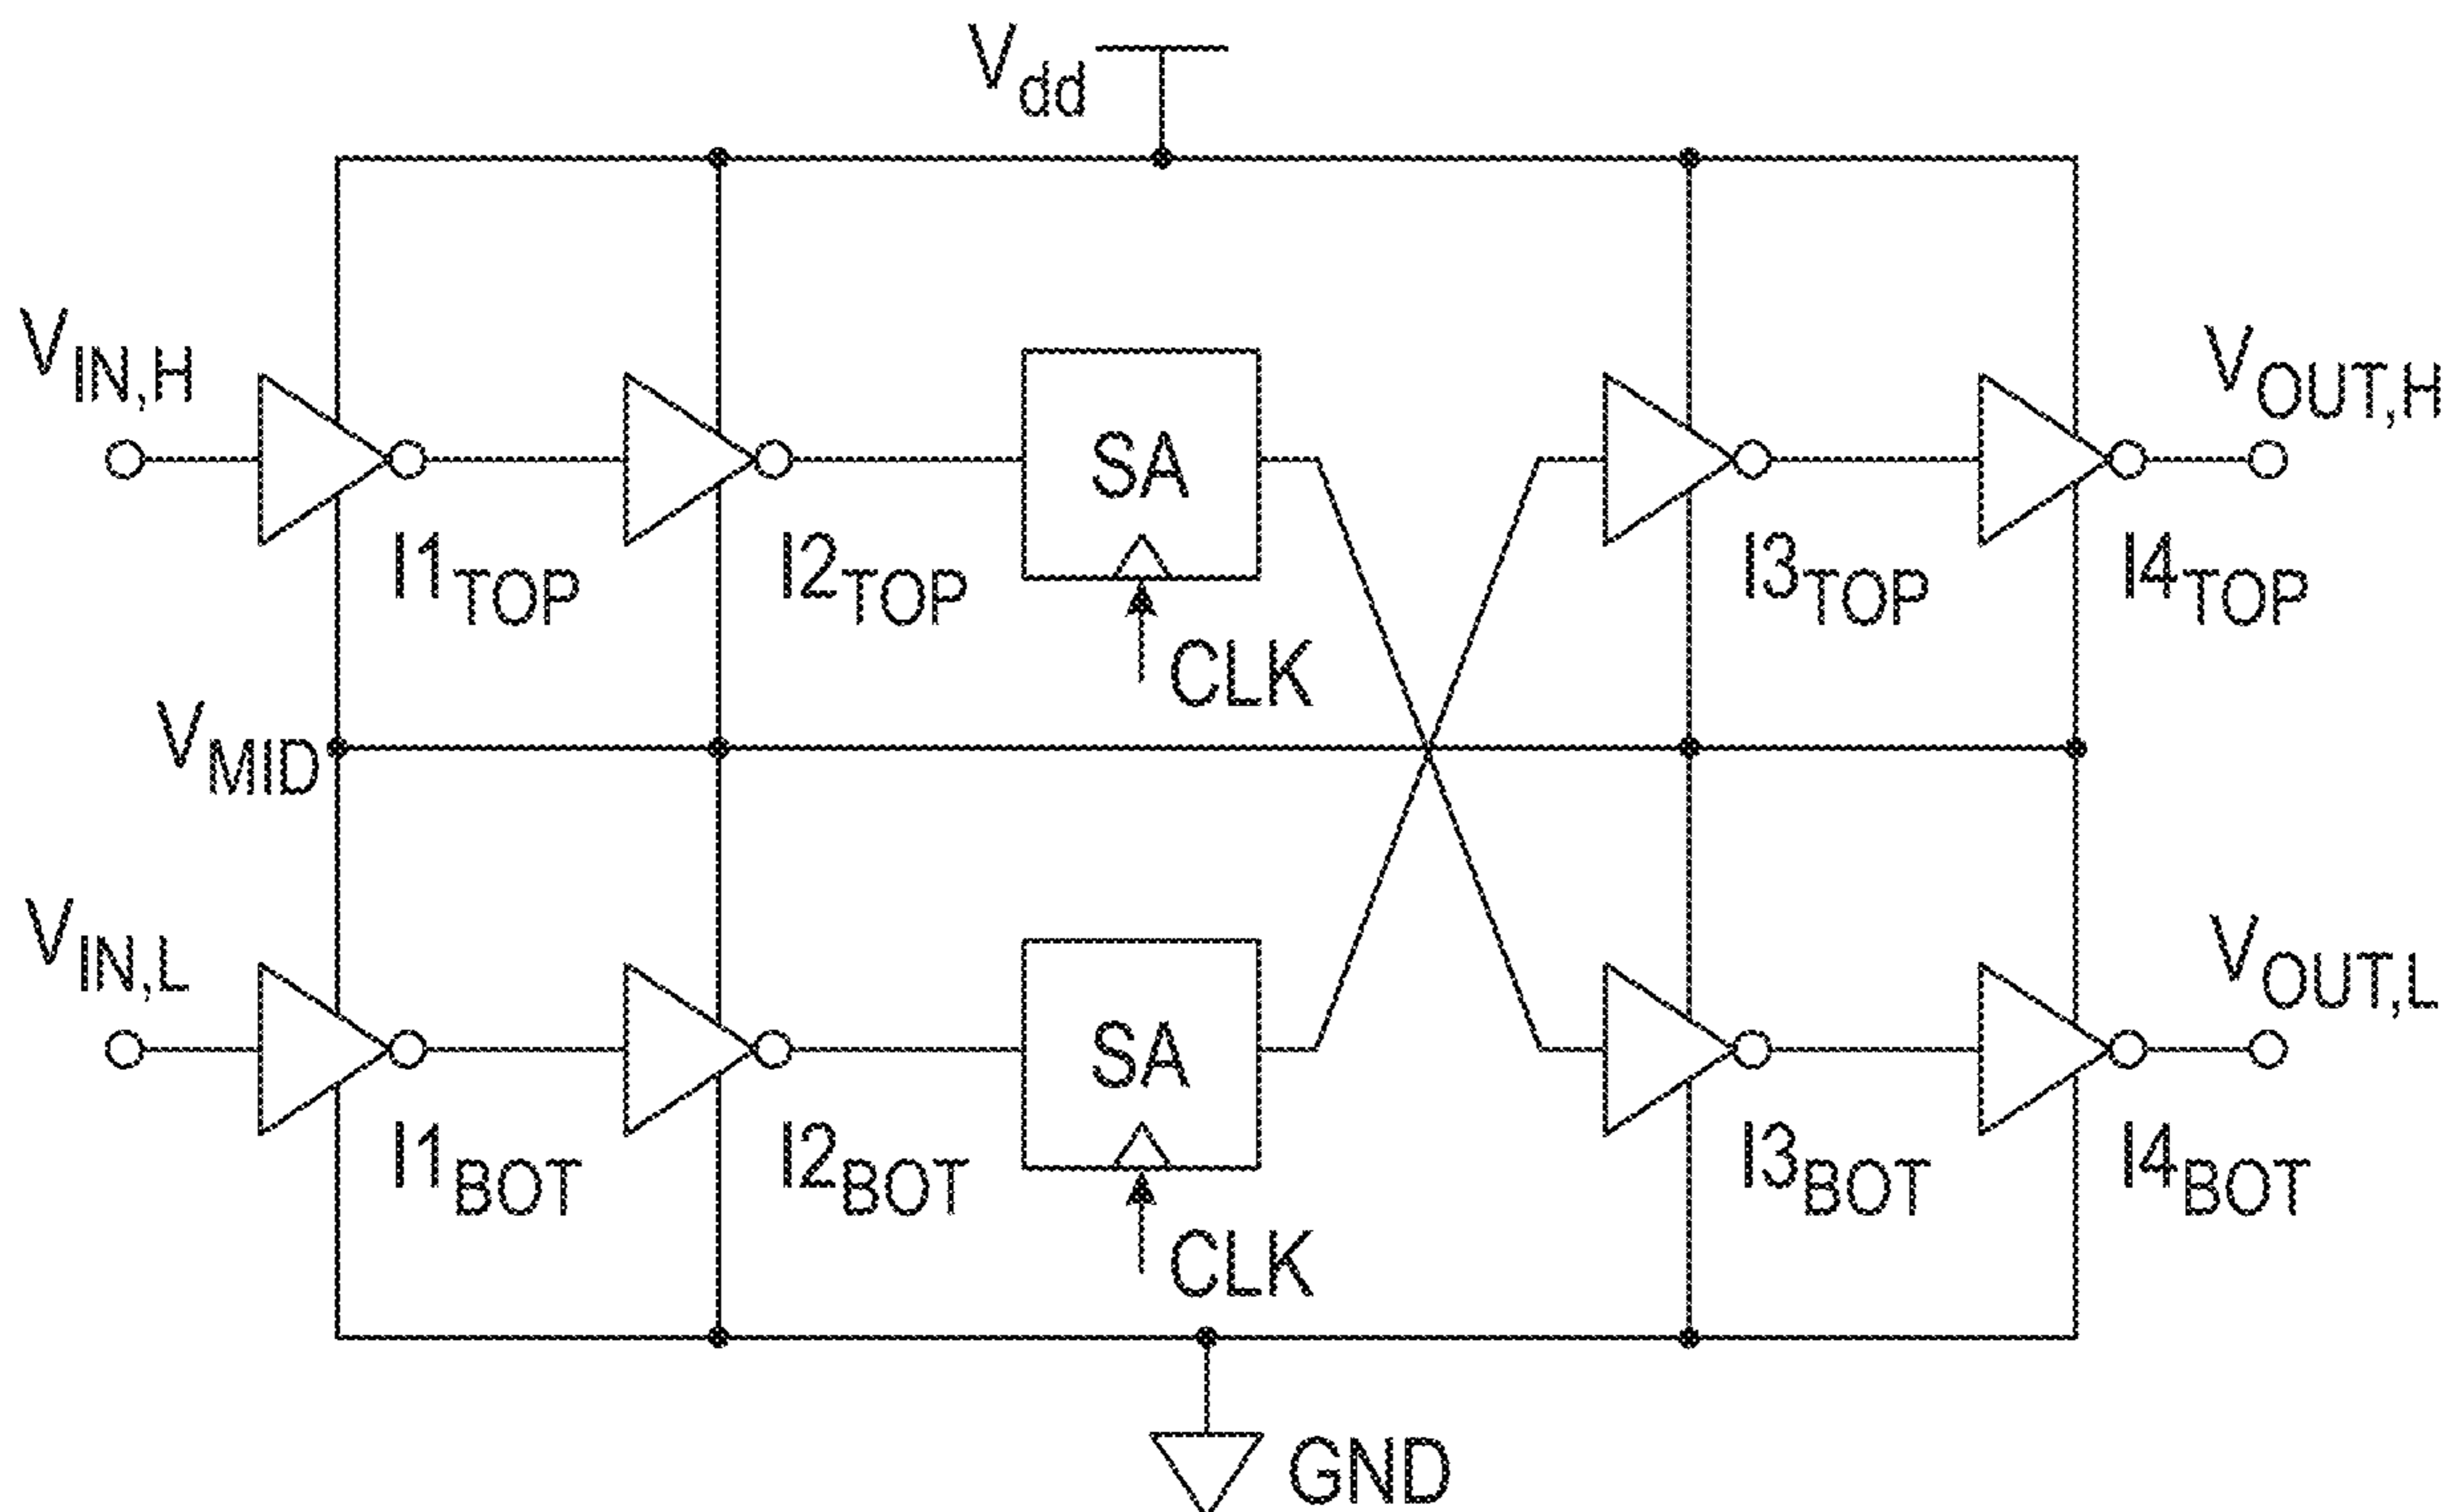 Vdd
VIN,H
VOUT,H
SA
I1TOP
I2TOP
I3TOP
I4TOP
CLK
VMID
VIN,L
VOUT,L
SA
I1BOT
I2BOT
I3BOT
I4BOT
CLK
GND